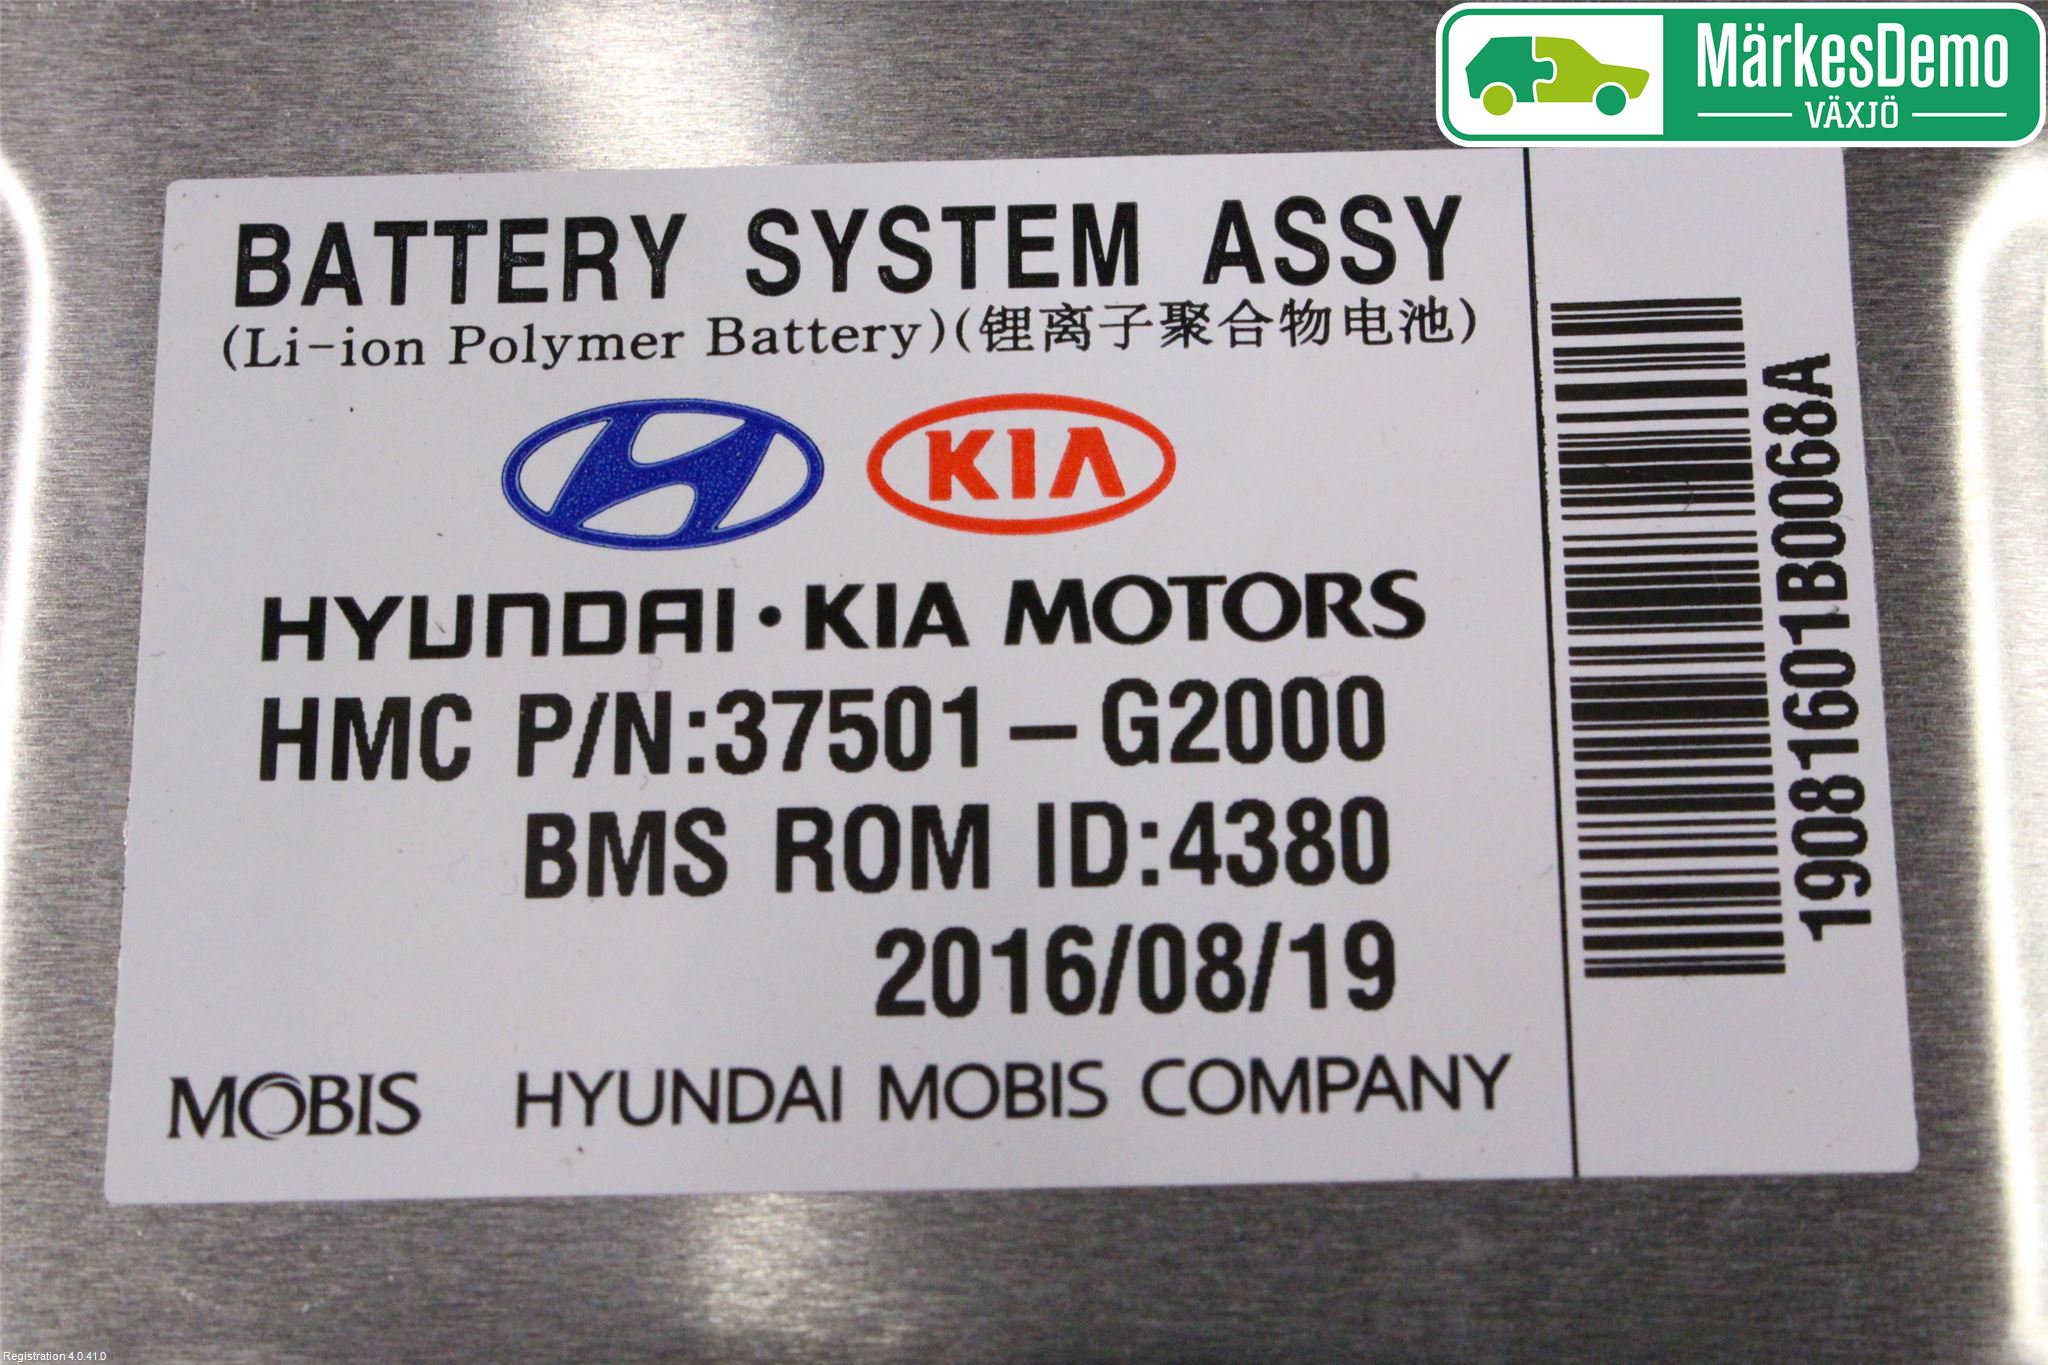 MärkesDemo
VÄXJÖ
BATTERY SYSTEM ASSY
(Li-ion Polymer Battery)(锂离子聚合物电池)
KIA
HYUNDAI·KIA MOTORS
HMC P/N:37501-G2000
BMS ROM ID:4380
2016/08/19
MOBIS HYUNDAI MOBIS COMPANY
19081601B0068A
Registration 4.0.41.0